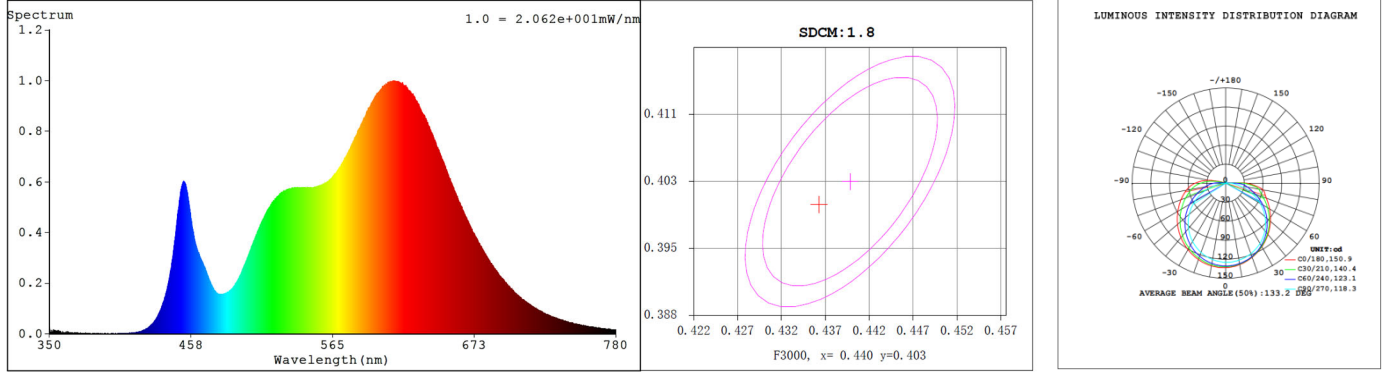 Spectrum
1.0 = 2.062e+001mW/nm
1.2
1.0
0.8
0.6
0.4
0.2
0.0
350 458 565 673 780
Wavelength(nm)
SDCM:1.8
0.411
0.403
0.395
0.388
0.422 0.427 0.432 0.437 0.442 0.447 0.452 0.457
F3000, x= 0.440 y=0.403
LUMINOUS INTENSITY DISTRIBUTION DIAGRAM
-/+180
-150 150
-120 120
-90 0 90
30
60
-60 60
90
UNIT:cd
120
C0/180,150.9
-30 150 30
C30/210,140.4
0
C60/240,123.1
C90/270,118.3
AVERAGE BEAM ANGLE(50%):133.2 DEG